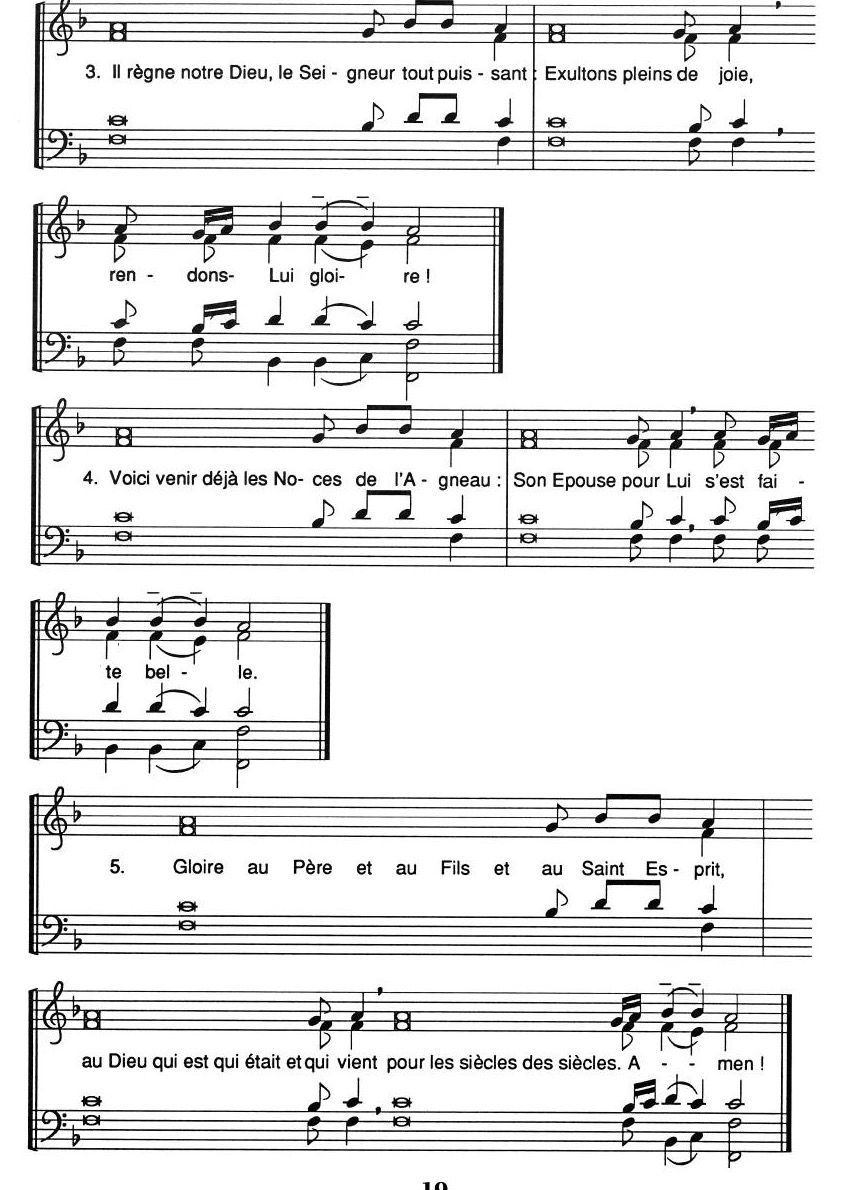 3. Il règne notre Dieu, le Sei - gneur tout puis - sant : Exultons pleins de joie,
ren - dons- Lui gloi- re !
4. Voici venir déjà les No- ces de l'A - gneau : Son Epouse pour Lui s'est fai -
te bel - le.
5. Gloire au Père et au Fils et au Saint Es - prit,
au Dieu qui est qui était et qui vient pour les siècles des siècles. A - - men !
19